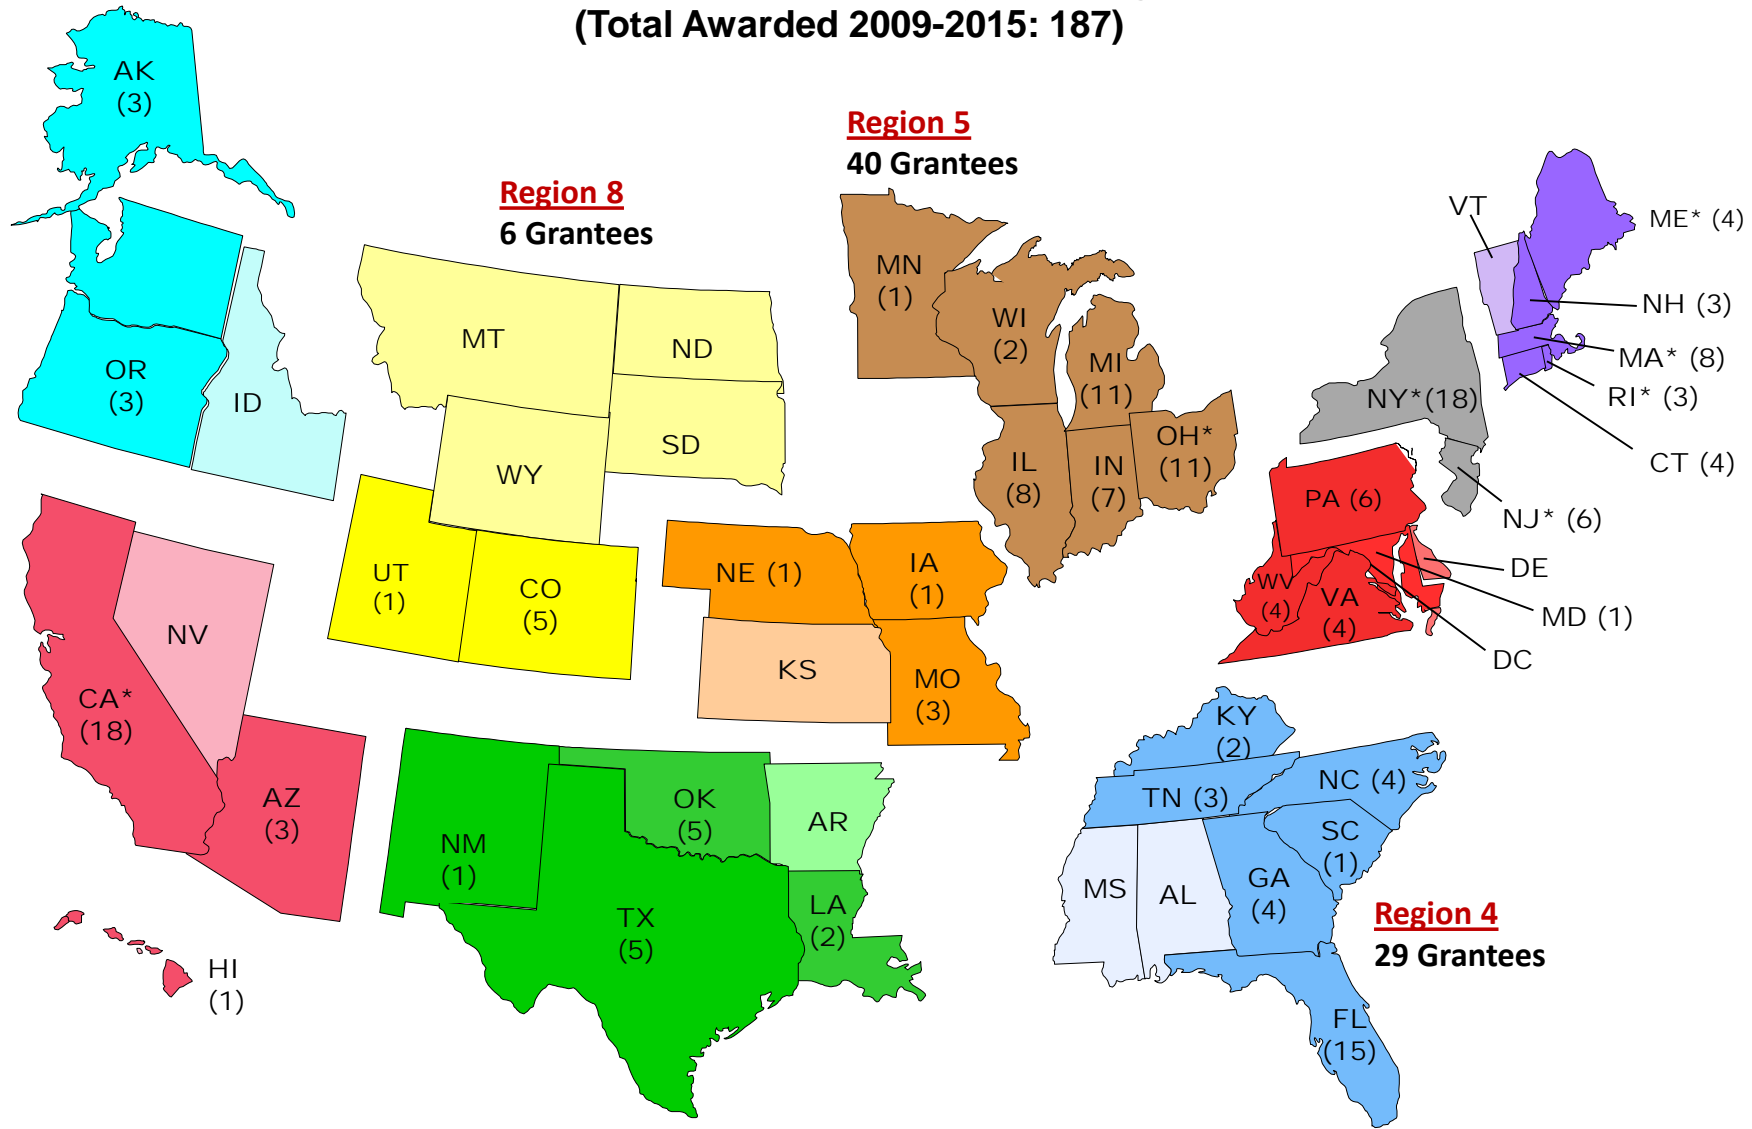 (Total Awarded 2009-2015: 187)
AK
(3)
OR
(3)
ID
Region 8
6 Grantees
MT
ND
SD
WY
UT
(1)
CO
(5)
Region 5
40 Grantees
MN
(1)
WI
(2)
MI
(11)
IL
(8)
IN
(7)
OH*
(11)
VT
ME* (4)
NH (3)
MA* (8)
RI* (3)
CT (4)
NY*(18)
NJ* (6)
PA (6)
DE
MD (1)
DC
WV
(4)
VA
(4)
NE (1)
IA
(1)
KS
MO
(3)
CA*
(18)
NV
AZ
(3)
HI
(1)
NM
(1)
TX
(5)
OK
(5)
AR
LA
(2)
KY
(2)
TN (3)
NC (4)
SC
(1)
MS
AL
GA
(4)
FL
(15)
Region 4
29 Grantees